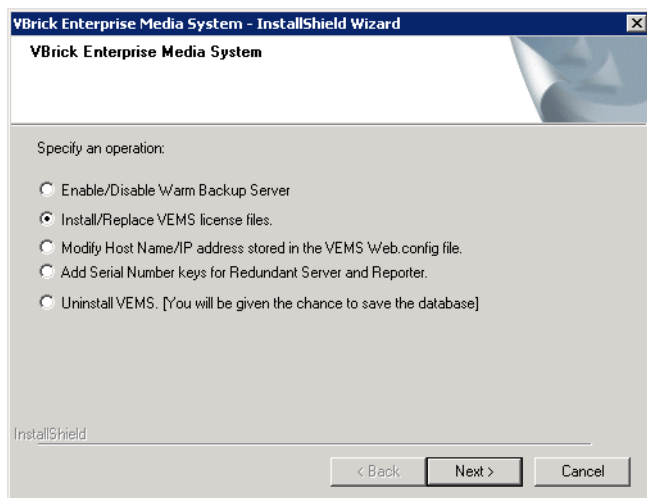 VBrick Enterprise Media System - InstallShield Wizard
VBrick Enterprise Media System
Specify an operation:
Enable/Disable Warm Backup Server
Install/Replace VEMS license files.
Modify Host Name/IP address stored in the VEMS Web.config file.
Add Serial Number keys for Redundant Server and Reporter.
Uninstall VEMS. [You will be given the chance to save the database]
InstallShield
< Back
Next >
Cancel